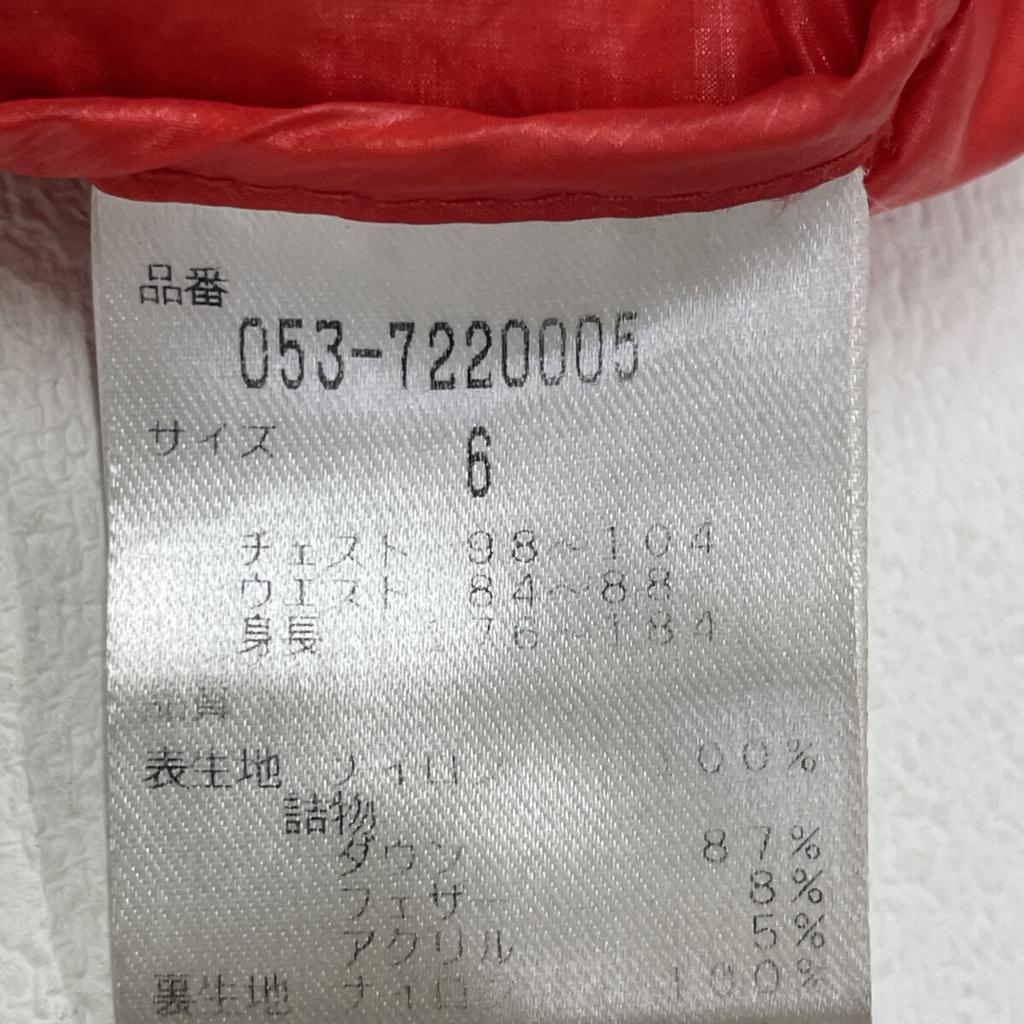 品番
053-7220005
サイズ 6
チェスト 98~104
ウエスト 84~88
身長 176~184
品質
表生地 ナイロン 100%
詰物
ダウン 87%
フェザー 8%
アクリル 5%
裏生地 ナイロン 100%